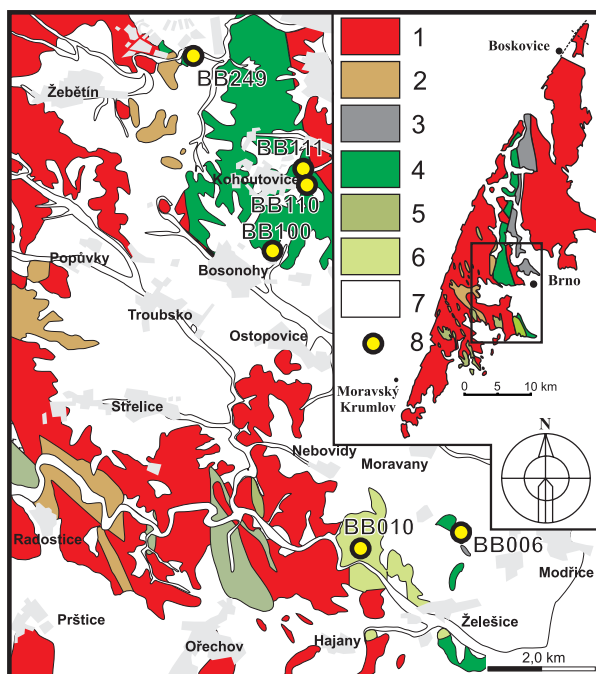 BB249
Žebětín
BB111
Kohoutovice
BB110
BB100
Popůvky
Bosonohy
Troubsko
Ostopovice
Střelice
Nebovidy
Moravany
Radostice
BB010
BB006
Modřice
Prštice
Ořechov
Hajany
Želešice
2,0 km
1
2
3
4
5
6
7
8
Boskovice
Brno
Moravský
Krumlov
0 5 10 km
N